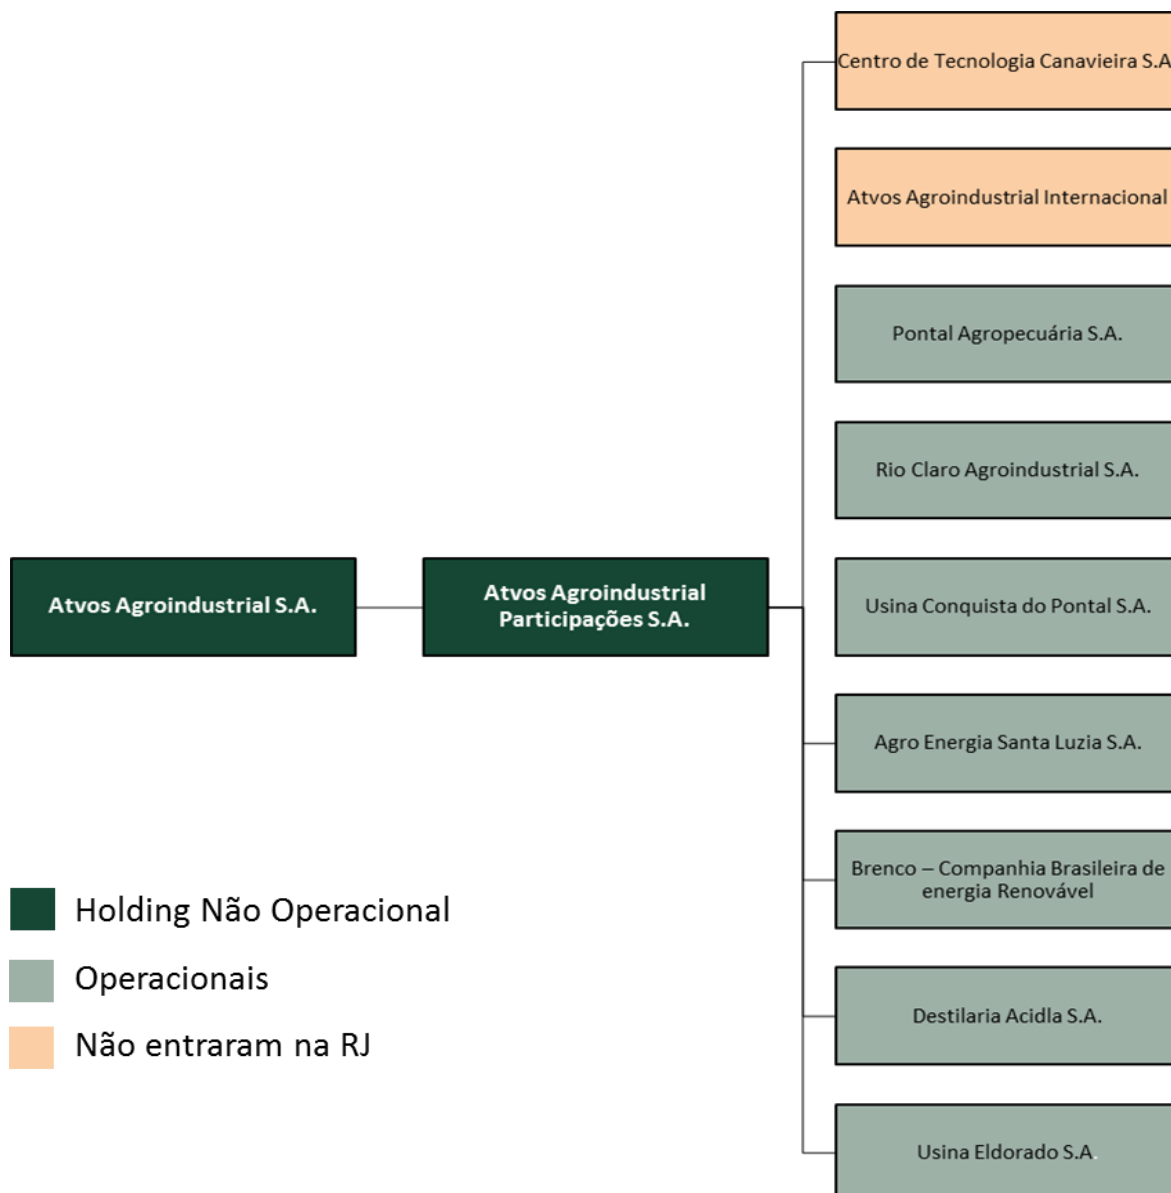 Centro de Tecnologia Canavieira S.A
Atvos Agroindustrial Internacional
Pontal Agropecuária S.A.
Rio Claro Agroindustrial S.A.
Atvos Agroindustrial S.A.
Atvos Agroindustrial
Participações S.A.
Usina Conquista do Pontal S.A.
Agro Energia Santa Luzia S.A.
Brenco – Companhia Brasileira de
energia Renovável
Destilaria Acidla S.A.
Usina Eldorado S.A.
Holding Não Operacional
Operacionais
Não entraram na RJ